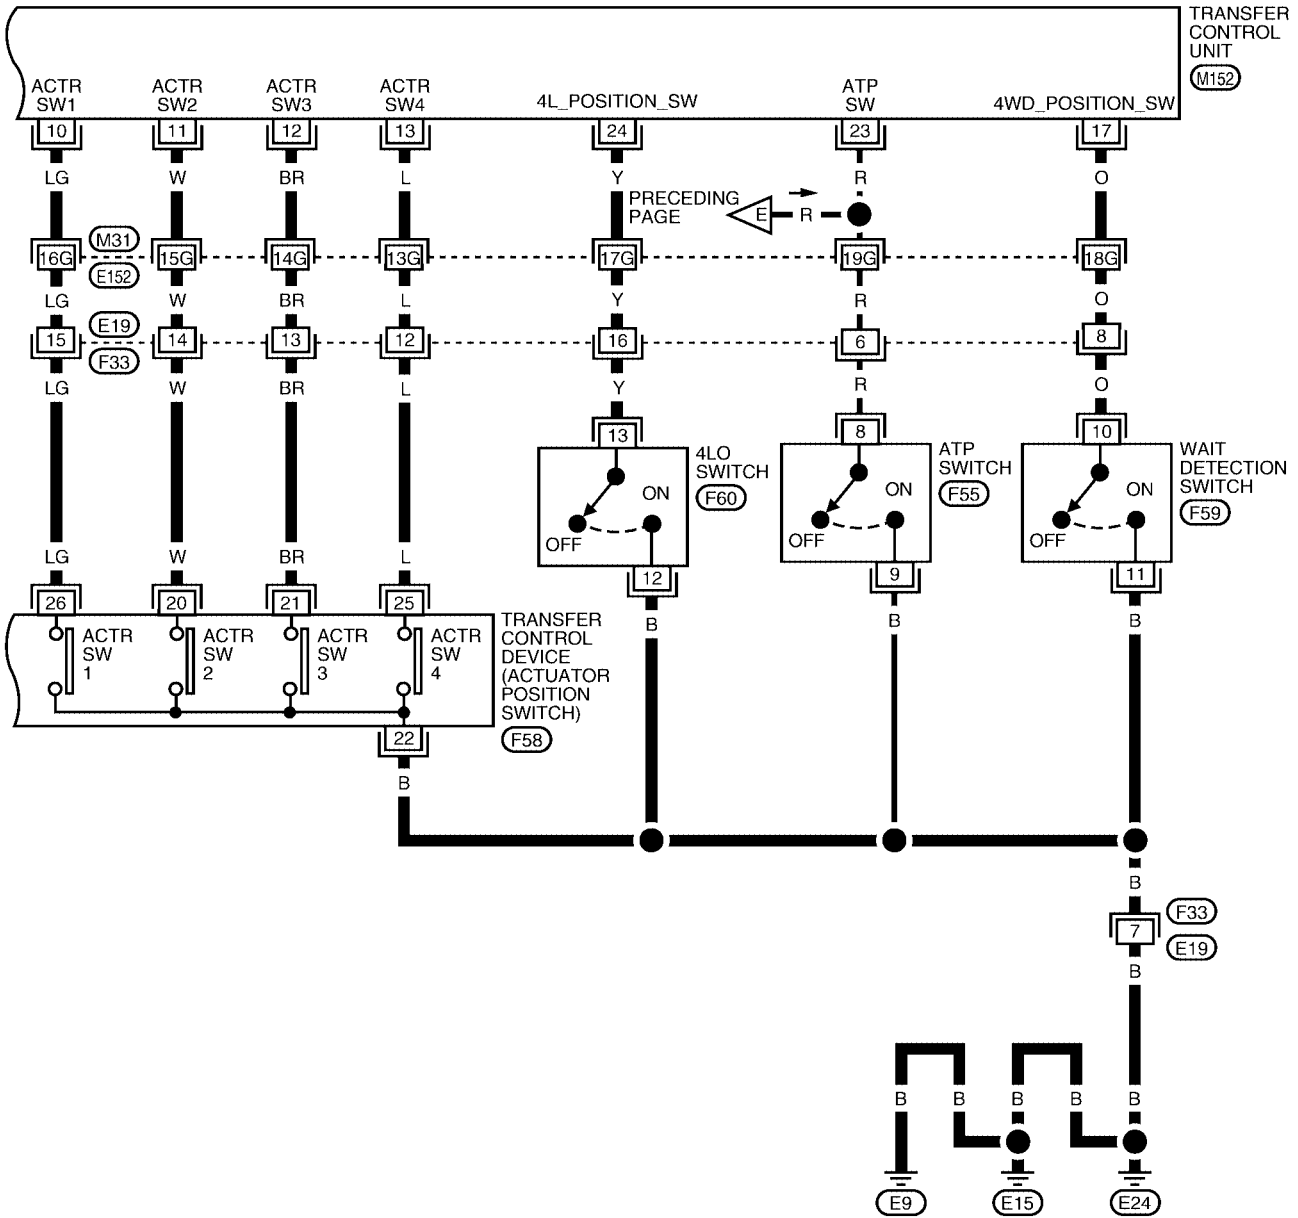 TRANSFER
CONTROL
UNIT
M152
ACTR
SW1
ACTR
SW2
ACTR
SW3
ACTR
SW4
4L_POSITION_SW
ATP
SW
4WD_POSITION_SW
10 11 12 13 24 23 17
LG W BR L Y R O
PRECEDING
PAGE
E R
M31
16G 15G 14G 13G 17G 19G 18G
E152
LG W BR L Y R O
E19
15 14 13 12 16 6 8
F33
LG W BR L Y R O
13 8 10
4LO
SWITCH
F60
ON
OFF
ATP
SWITCH
F55
ON
OFF
WAIT
DETECTION
SWITCH
F59
ON
OFF
LG W BR L
12 9 11
26 20 21 25
B B B
ACTR
SW
1
ACTR
SW
2
ACTR
SW
3
ACTR
SW
4
TRANSFER
CONTROL
DEVICE
(ACTUATOR
POSITION
SWITCH)
F58
22
B
B
F33
7
E19
B
B B B B B
E9 E15 E24